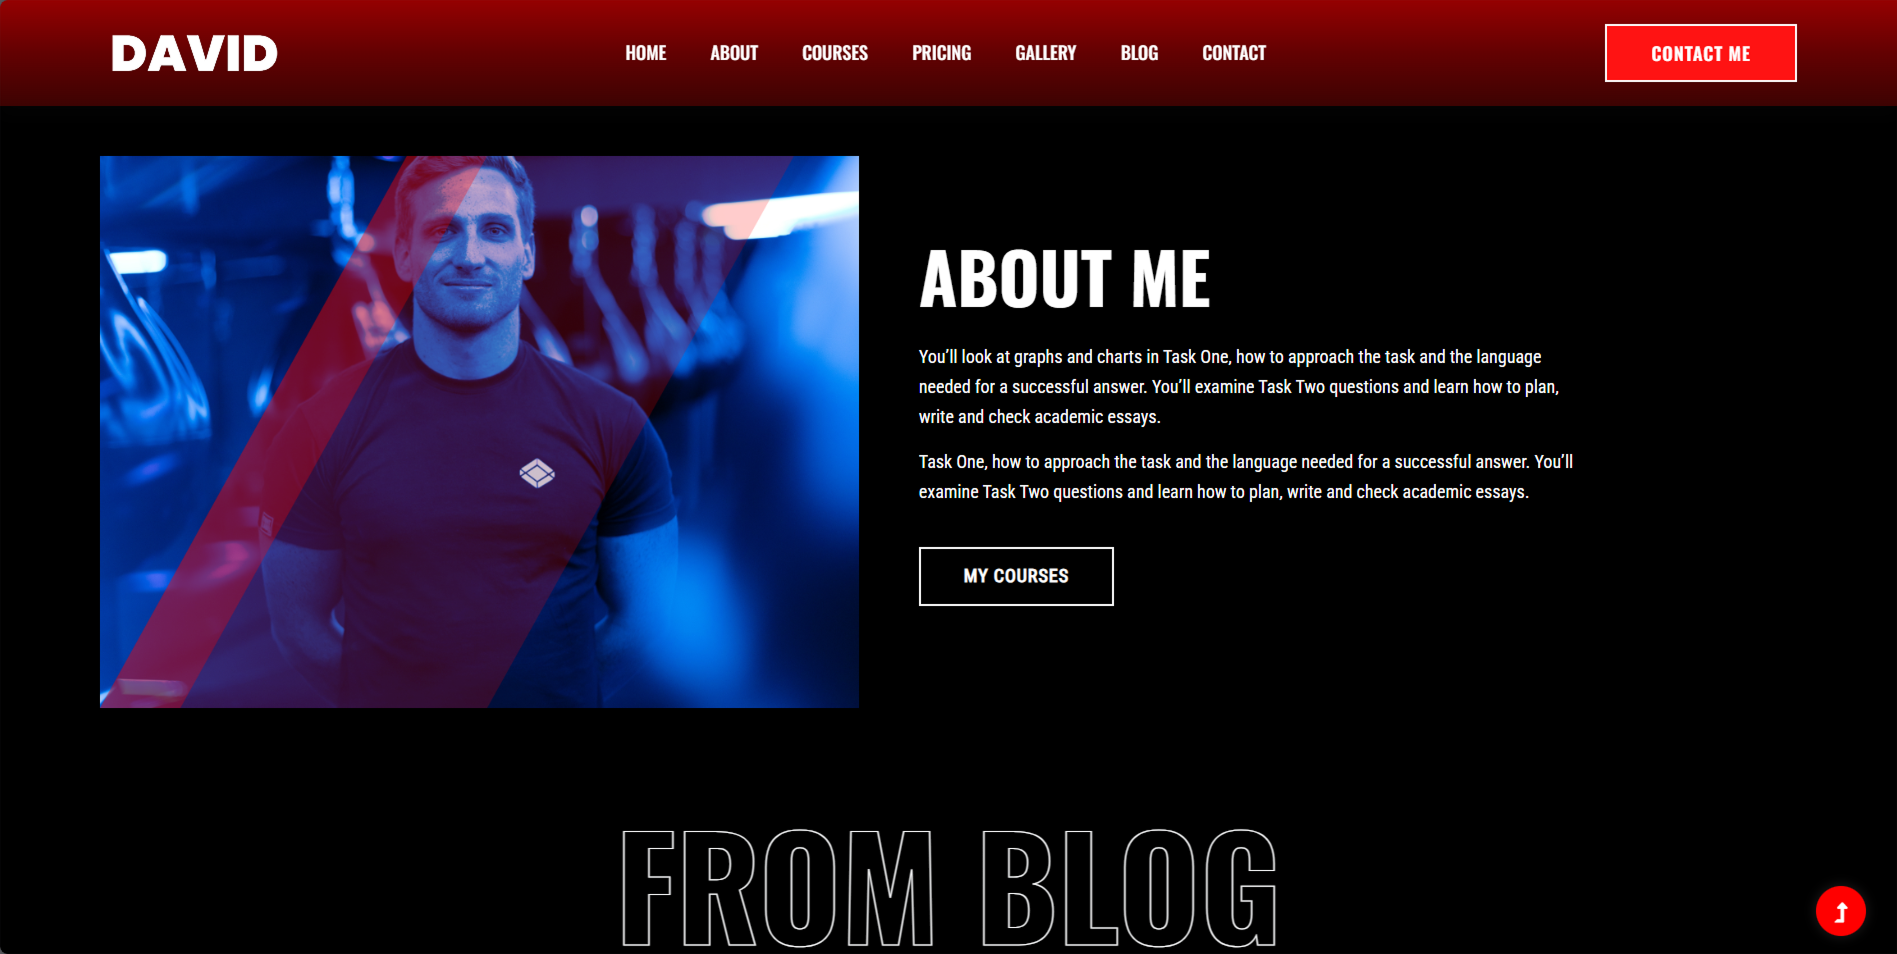 DAVID
HOME ABOUT COURSES PRICING GALLERY BLOG CONTACT
CONTACT ME
ABOUT ME
You’ll look at graphs and charts in Task One, how to approach the task and the language
needed for a successful answer. You’ll examine Task Two questions and learn how to plan,
write and check academic essays.
Task One, how to approach the task and the language needed for a successful answer. You’ll
examine Task Two questions and learn how to plan, write and check academic essays.
MY COURSES
FROM BLOG